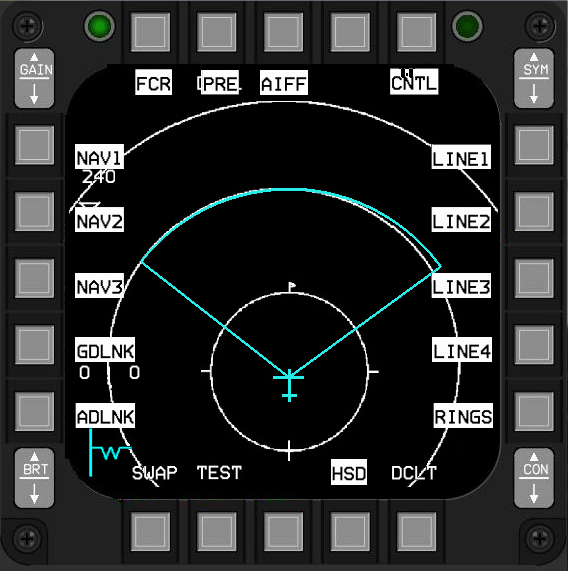 GAIN
SYM
FCR PRE AIFF CNTL
NAV1 LINE1
240
NAV2 LINE2
NAV3 LINE3
GDLNK LINE4
0 0
ADLNK RINGS
BRT CON
SWAP TEST HSD DCLT